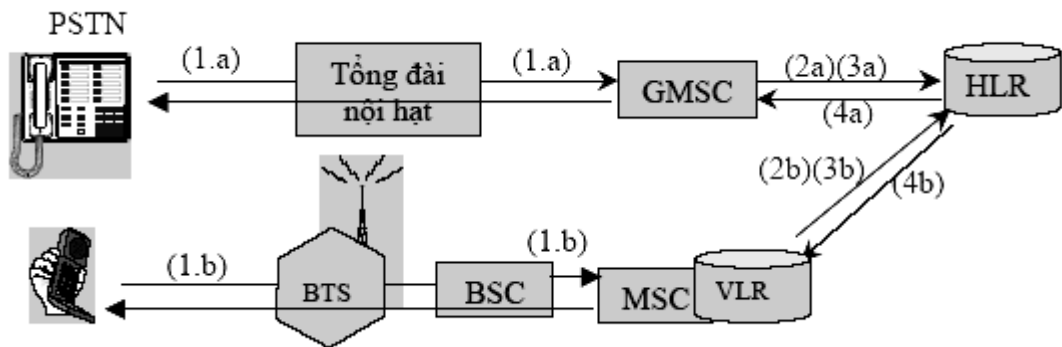 PSTN
(1.a)
Tổng đài
nội hạt
(1.a)
GMSC
(2a)(3a)
(4a)
HLR
(2b)(3b)
(4b)
(1.b)
BTS
BSC
(1.b)
MSC
VLR